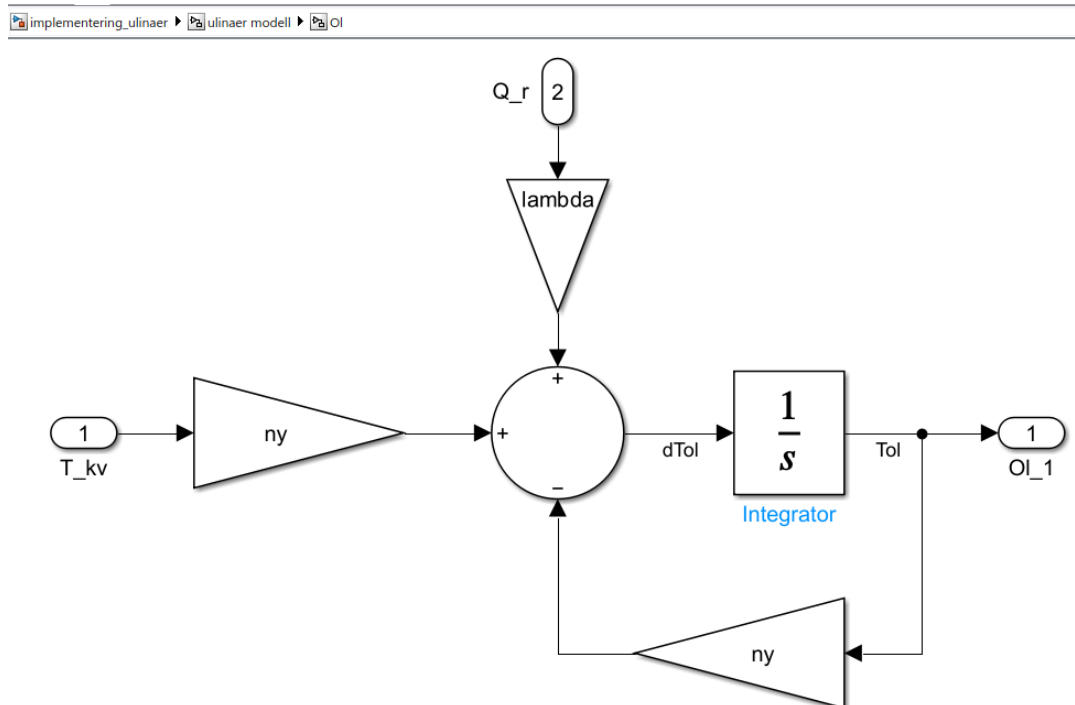 implementering_ulinaer ulinaer modell Ol
Q_r 2
lambda
+
1 ny + dTol 1 Tol 1
s
T_kv Ol_1
−
Integrator
ny